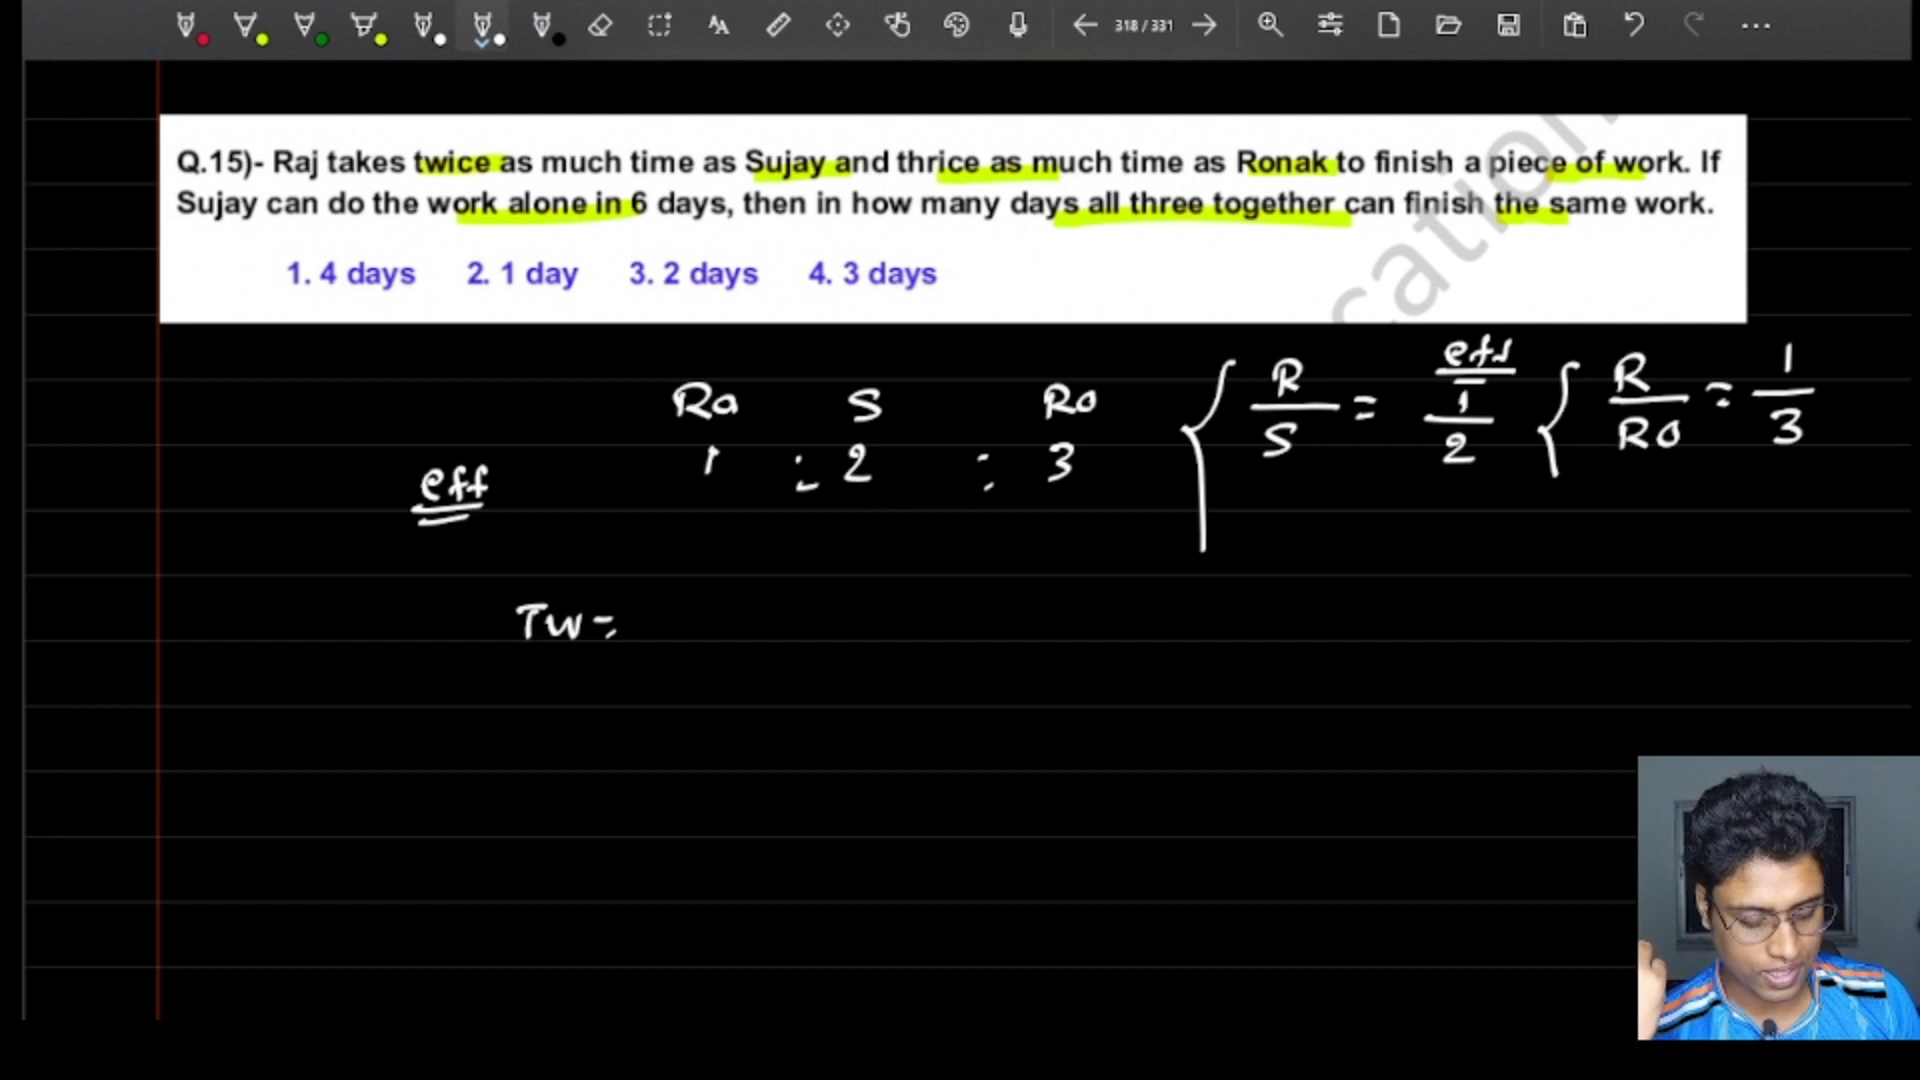 318 / 331
Q.15)- Raj takes twice as much time as Sujay and thrice as much time as Ronak to finish a piece of work. If
Sujay can do the work alone in 6 days, then in how many days all three together can finish the same work.
1. 4 days 2. 1 day 3. 2 days 4. 3 days
cation
Ra S Ro
eff 1 : 2 : 3
R/S = eff 1/2
R/Ro = 1/3
Tw =